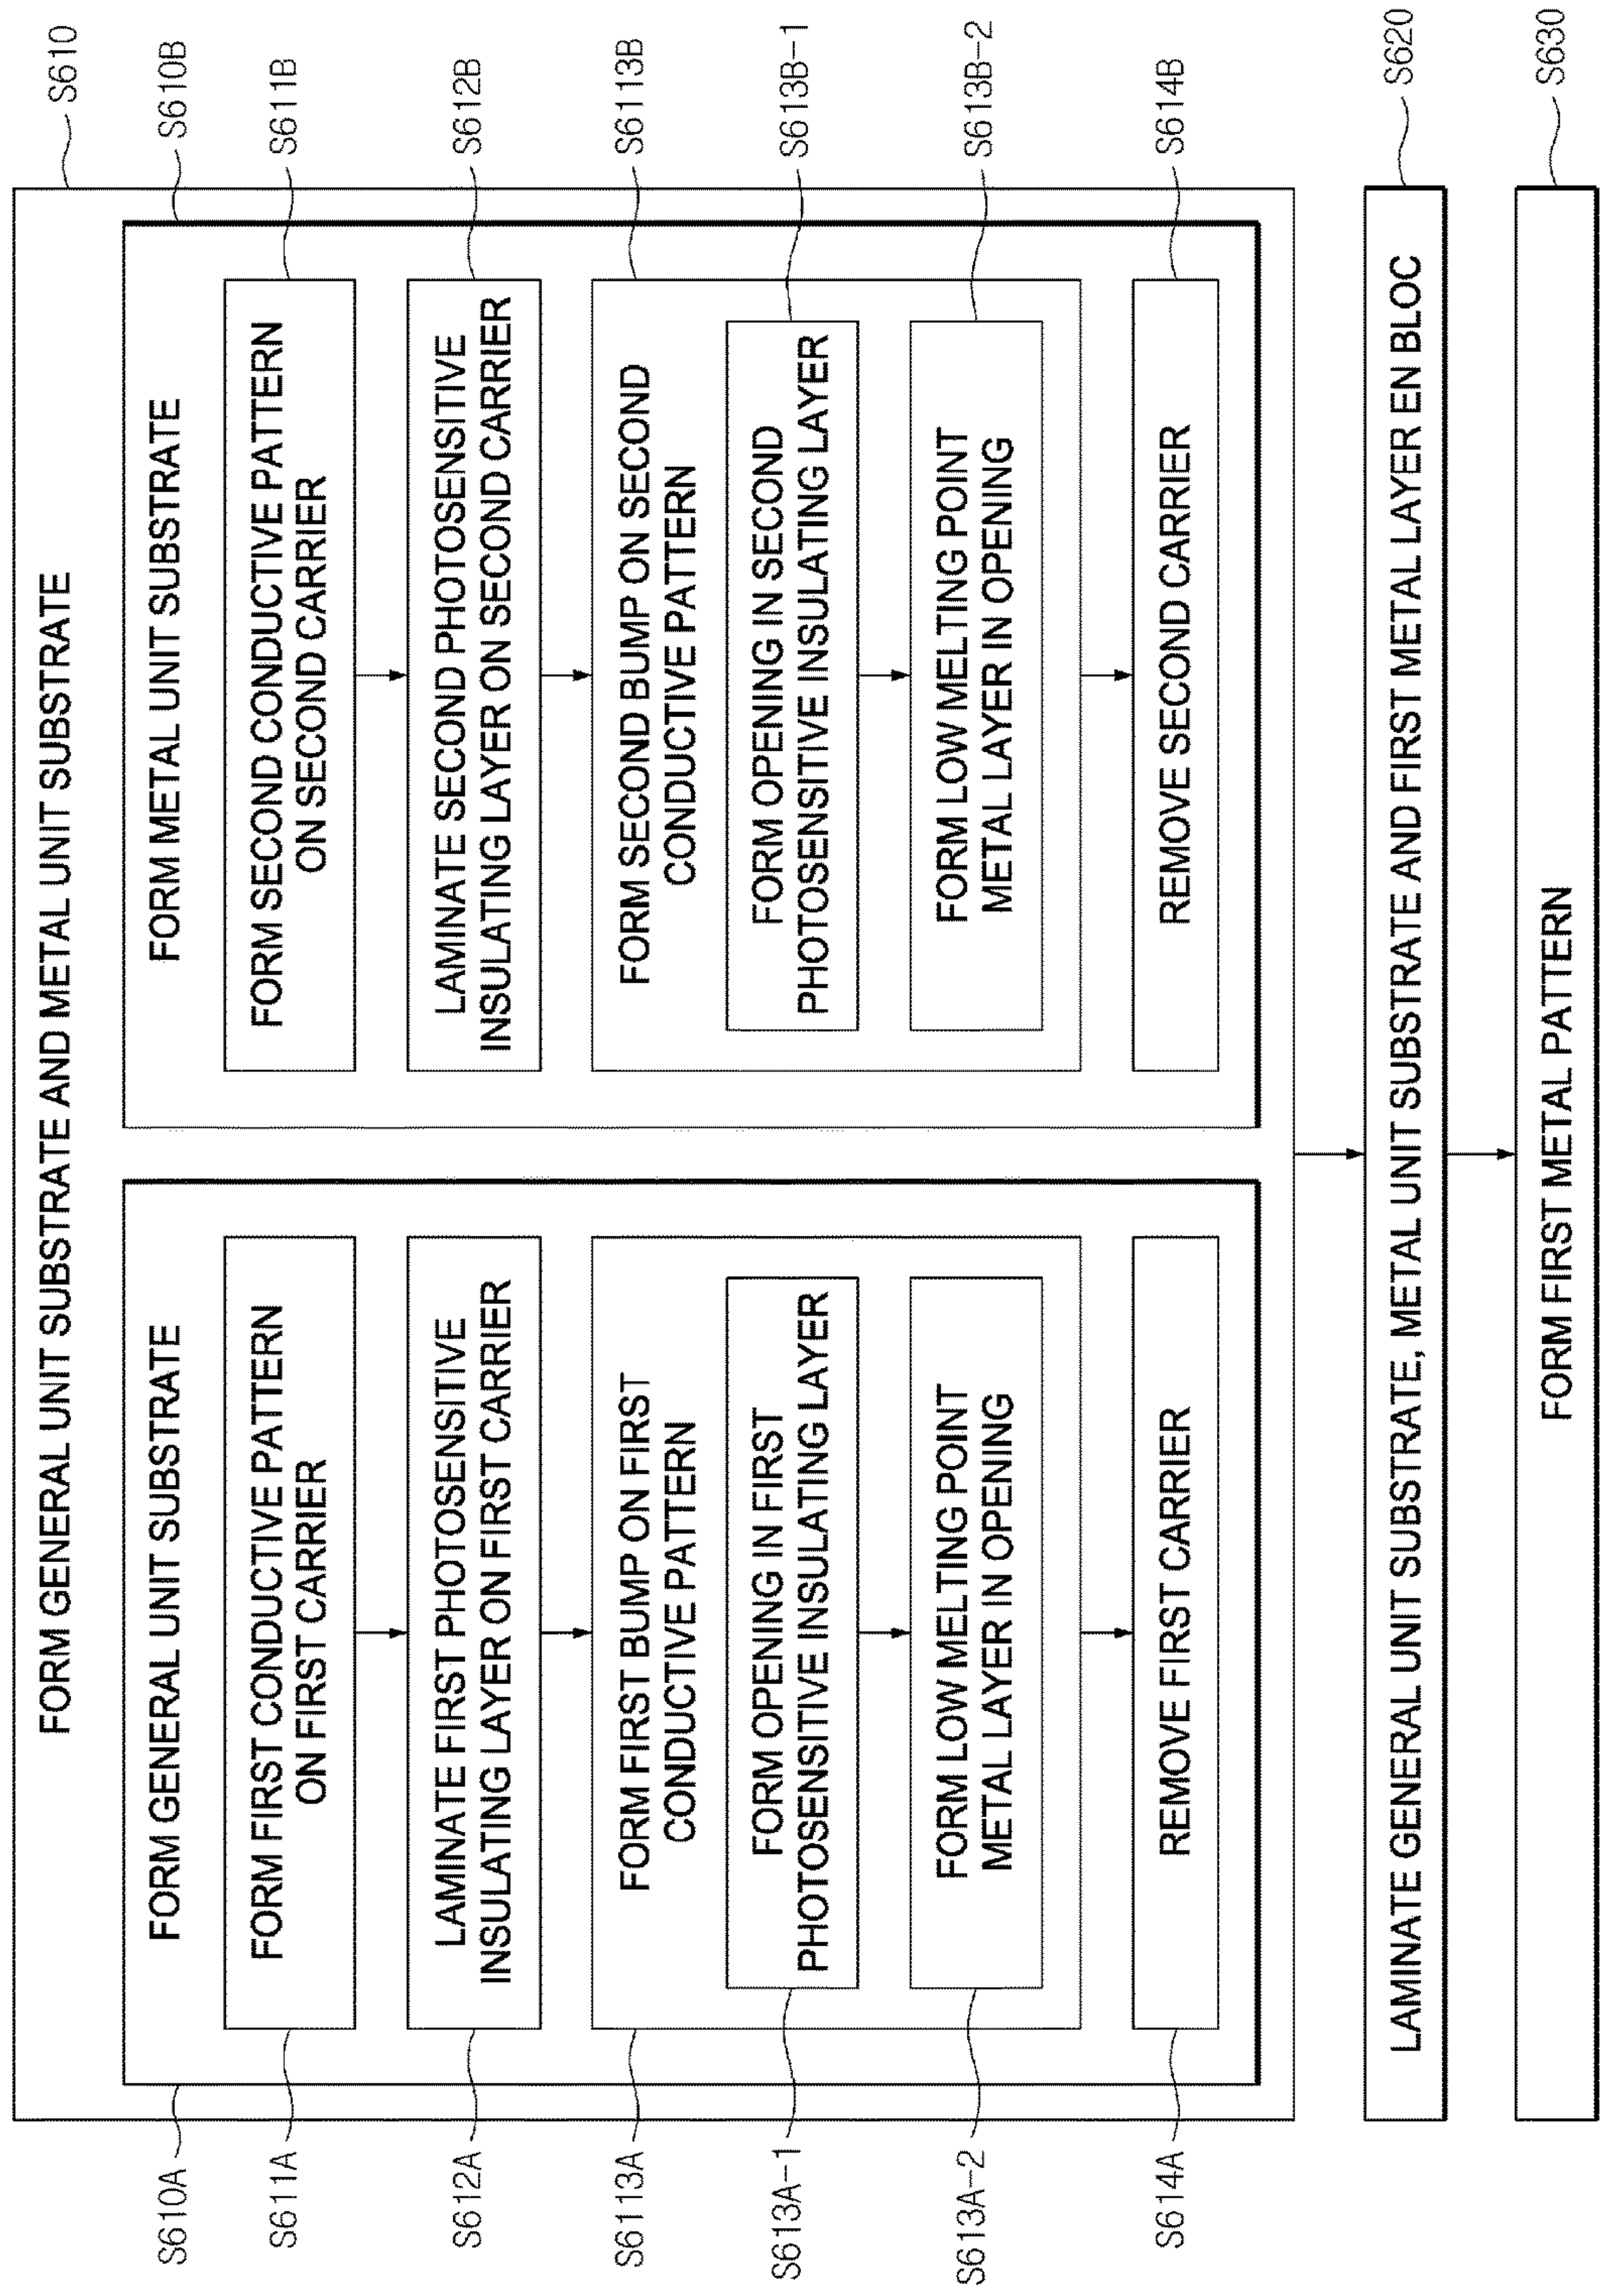 S610
FORM GENERAL UNIT SUBSTRATE AND METAL UNIT SUBSTRATE
S610A
FORM GENERAL UNIT SUBSTRATE
S611A
FORM FIRST CONDUCTIVE PATTERN
ON FIRST CARRIER
S612A
LAMINATE FIRST PHOTOSENSITIVE
INSULATING LAYER ON FIRST CARRIER
S6113A
FORM FIRST BUMP ON FIRST
CONDUCTIVE PATTERN
S613A-1
FORM OPENING IN FIRST
PHOTOSENSITIVE INSULATING LAYER
S613A-2
FORM LOW MELTING POINT
METAL LAYER IN OPENING
S614A
REMOVE FIRST CARRIER
S610B
FORM METAL UNIT SUBSTRATE
S611B
FORM SECOND CONDUCTIVE PATTERN
ON SECOND CARRIER
S612B
LAMINATE SECOND PHOTOSENSITIVE
INSULATING LAYER ON SECOND CARRIER
S6113B
FORM SECOND BUMP ON SECOND
CONDUCTIVE PATTERN
S613B-1
FORM OPENING IN SECOND
PHOTOSENSITIVE INSULATING LAYER
S613B-2
FORM LOW MELTING POINT
METAL LAYER IN OPENING
S614B
REMOVE SECOND CARRIER
S620
LAMINATE GENERAL UNIT SUBSTRATE, METAL UNIT SUBSTRATE AND FIRST METAL LAYER EN BLOC
S630
FORM FIRST METAL PATTERN